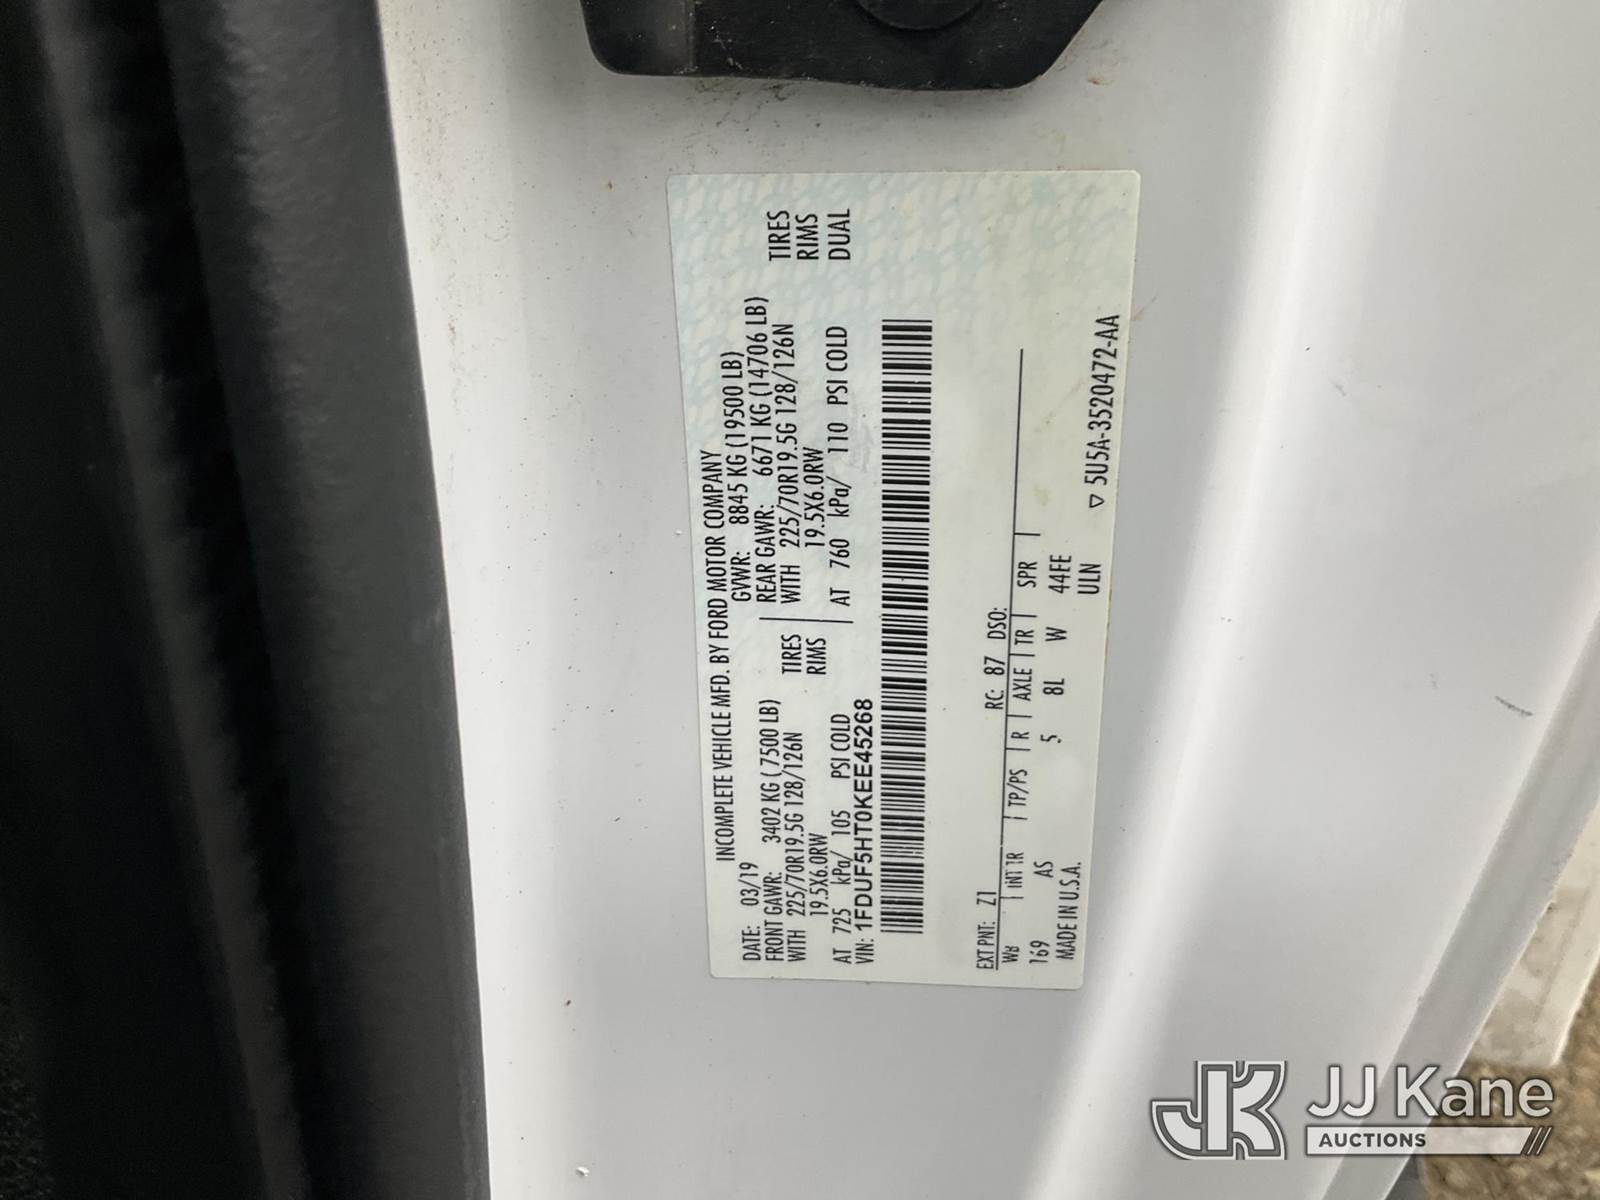 INCOMPLETE VEHICLE MFD. BY FORD MOTOR COMPANY
DATE: 03/19 GVWR: 8845 KG (19500 LB)
FRONT GAWR: 3402 KG ( 7500 LB) REAR GAWR: 6671 KG (14706 LB)
WITH 225/70R19.5G 128/126N TIRES WITH 225/70R19.5G 128/126N TIRES
19.5X6.0RW RIMS 19.5X6.0RW RIMS
AT 725 kPa/ 105 PSI COLD AT 760 kPa/ 110 PSI COLD DUAL
VIN: 1FDUF5HT0KEE45268
EXT PNT: Z1 RC: 87 DSO:
WB INT TR TP/PS R AXLE TR SPR
169 AS 5 8L W 44EE
MADE IN U.S.A. ULN
▽ 5U5A-3520472-AA
JK JJ Kane
AUCTIONS